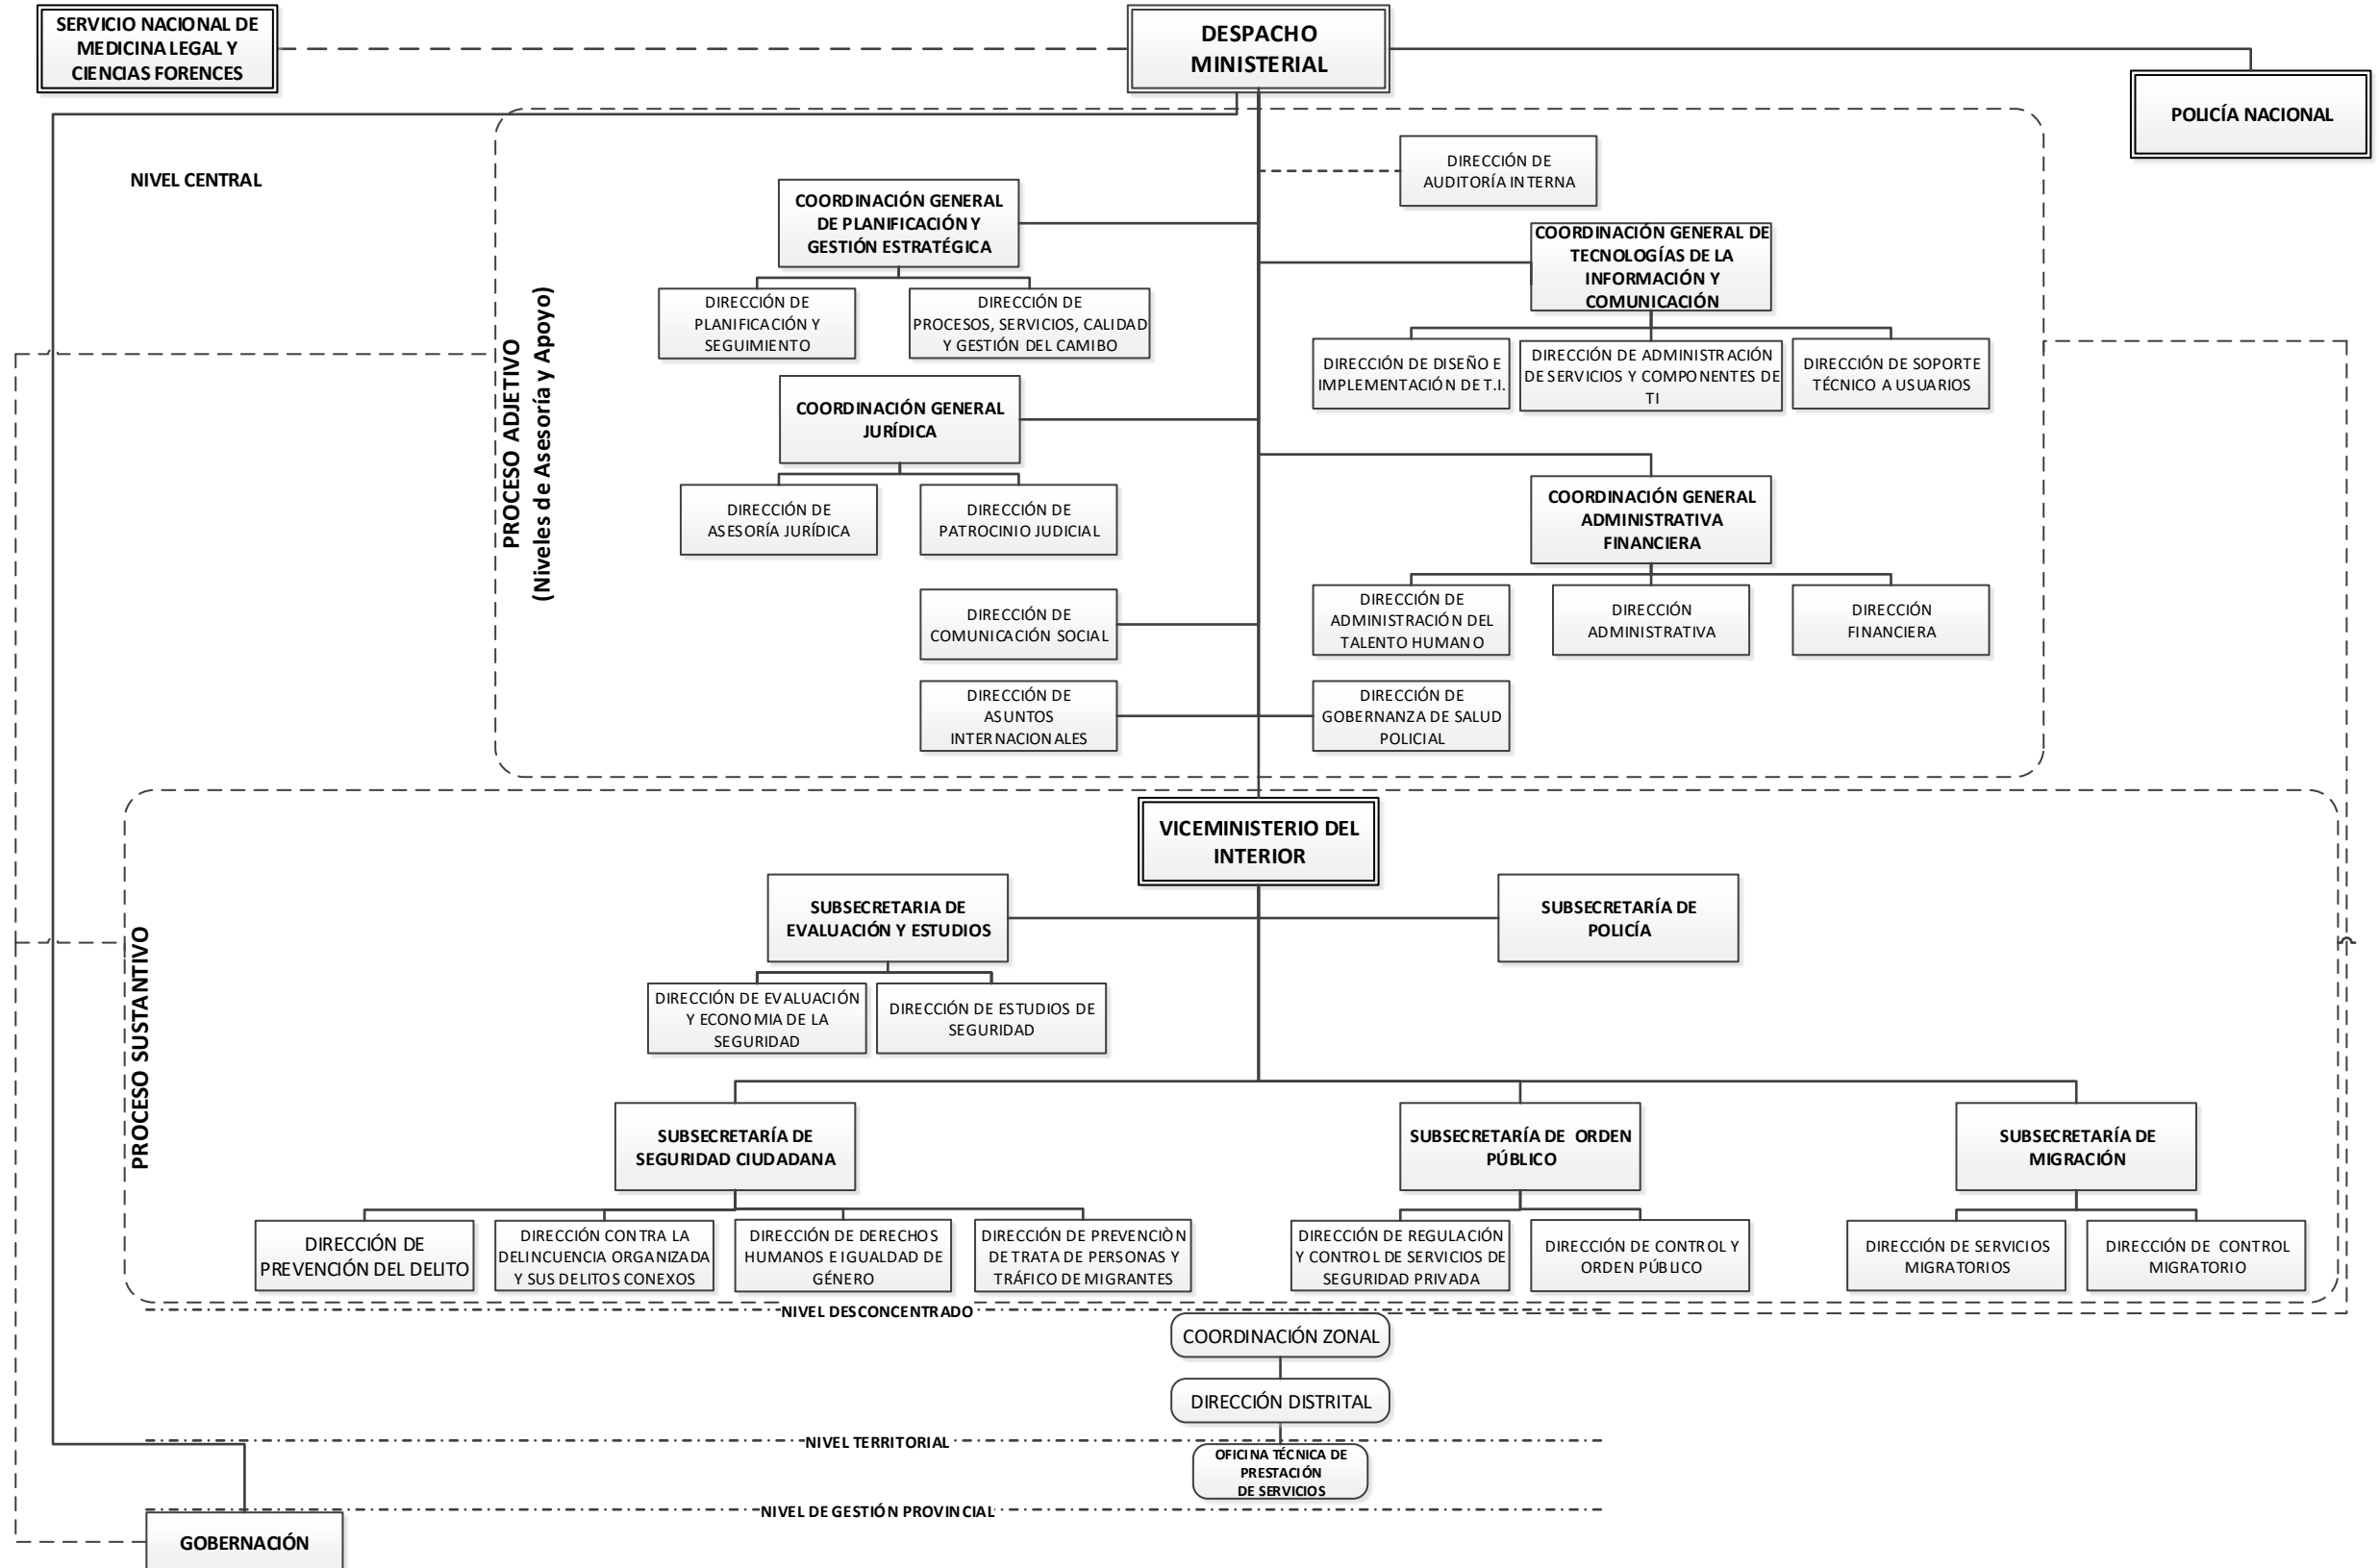 SERVICIO NACIONAL DE
MEDICINA LEGAL Y
CIENCIAS FORENCES
DESPACHO
MINISTERIAL
POLICÍA NACIONAL
NIVEL CENTRAL
PROCESO ADJETIVO
(Niveles de Asesoría y Apoyo)
DIRECCIÓN DE
AUDITORÍA INTERNA
COORDINACIÓN GENERAL
DE PLANIFICACIÓN Y
GESTIÓN ESTRATÉGICA
COORDINACIÓN GENERAL DE
TECNOLOGÍAS DE LA
INFORMACIÓN Y
COMUNICACIÓN
DIRECCIÓN DE
PLANIFICACIÓN Y
SEGUIMIENTO
DIRECCIÓN DE
PROCESOS, SERVICIOS, CALIDAD
Y GESTIÓN DEL CAMIBO
DIRECCIÓN DE DISEÑO E
IMPLEMENTACIÓN DE T.I.
DIRECCIÓN DE ADMINISTRACIÓN
DE SERVICIOS Y COMPONENTES DE
TI
DIRECCIÓN DE SOPORTE
TÉCNICO A USUARIOS
COORDINACIÓN GENERAL
JURÍDICA
DIRECCIÓN DE
ASESORÍA JURÍDICA
DIRECCIÓN DE
PATROCINIO JUDICIAL
COORDINACIÓN GENERAL
ADMINISTRATIVA
FINANCIERA
DIRECCIÓN DE
COMUNICACIÓN SOCIAL
DIRECCIÓN DE
ADMINISTRACIÓN DEL
TALENTO HUMANO
DIRECCIÓN
ADMINISTRATIVA
DIRECCIÓN
FINANCIERA
DIRECCIÓN DE
ASUNTOS
INTERNACIONALES
DIRECCIÓN DE
GOBERNANZA DE SALUD
POLICIAL
PROCESO SUSTANTIVO
VICEMINISTERIO DEL
INTERIOR
SUBSECRETARIA DE
EVALUACIÓN Y ESTUDIOS
SUBSECRETARÍA DE
POLICÍA
DIRECCIÓN DE EVALUACIÓN
Y ECONOMIA DE LA
SEGURIDAD
DIRECCIÓN DE ESTUDIOS DE
SEGURIDAD
SUBSECRETARÍA DE
SEGURIDAD CIUDADANA
SUBSECRETARÍA DE ORDEN
PÚBLICO
SUBSECRETARÍA DE
MIGRACIÓN
DIRECCIÓN DE
PREVENCIÓN DEL DELITO
DIRECCIÓN CONTRA LA
DELINCUENCIA ORGANIZADA
Y SUS DELITOS CONEXOS
DIRECCIÓN DE DERECHOS
HUMANOS E IGUALDAD DE
GÉNERO
DIRECCIÓN DE PREVENCIÒN
DE TRATA DE PERSONAS Y
TRÁFICO DE MIGRANTES
DIRECCIÓN DE REGULACIÓN
Y CONTROL DE SERVICIOS DE
SEGURIDAD PRIVADA
DIRECCIÓN DE CONTROL Y
ORDEN PÚBLICO
DIRECCIÓN DE SERVICIOS
MIGRATORIOS
DIRECCIÓN DE CONTROL
MIGRATORIO
NIVEL DESCONCENTRADO
COORDINACIÓN ZONAL
DIRECCIÓN DISTRITAL
NIVEL TERRITORIAL
OFICINA TÉCNICA DE
PRESTACIÓN
DE SERVICIOS
NIVEL DE GESTIÓN PROVINCIAL
GOBERNACIÓN